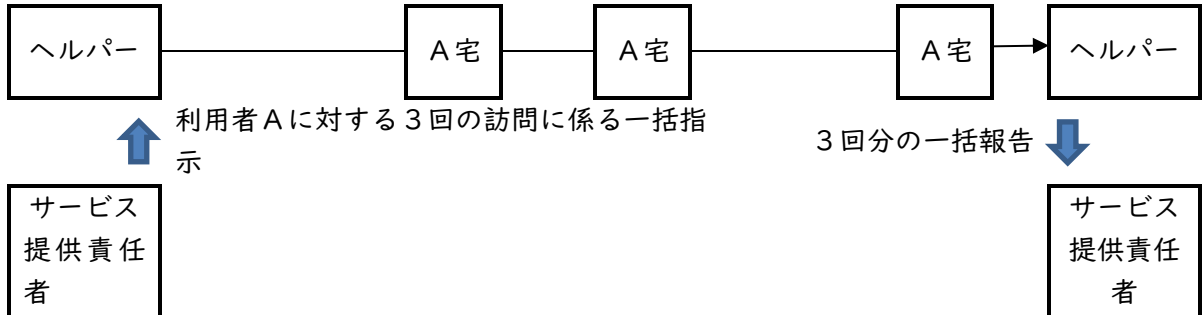 ヘルパー
A宅
A宅
A宅
ヘルパー
利用者Aに対する3回の訪問に係る一括指
示
3回分の一括報告
サービス
提供責任
者
サービス
提供責任
者